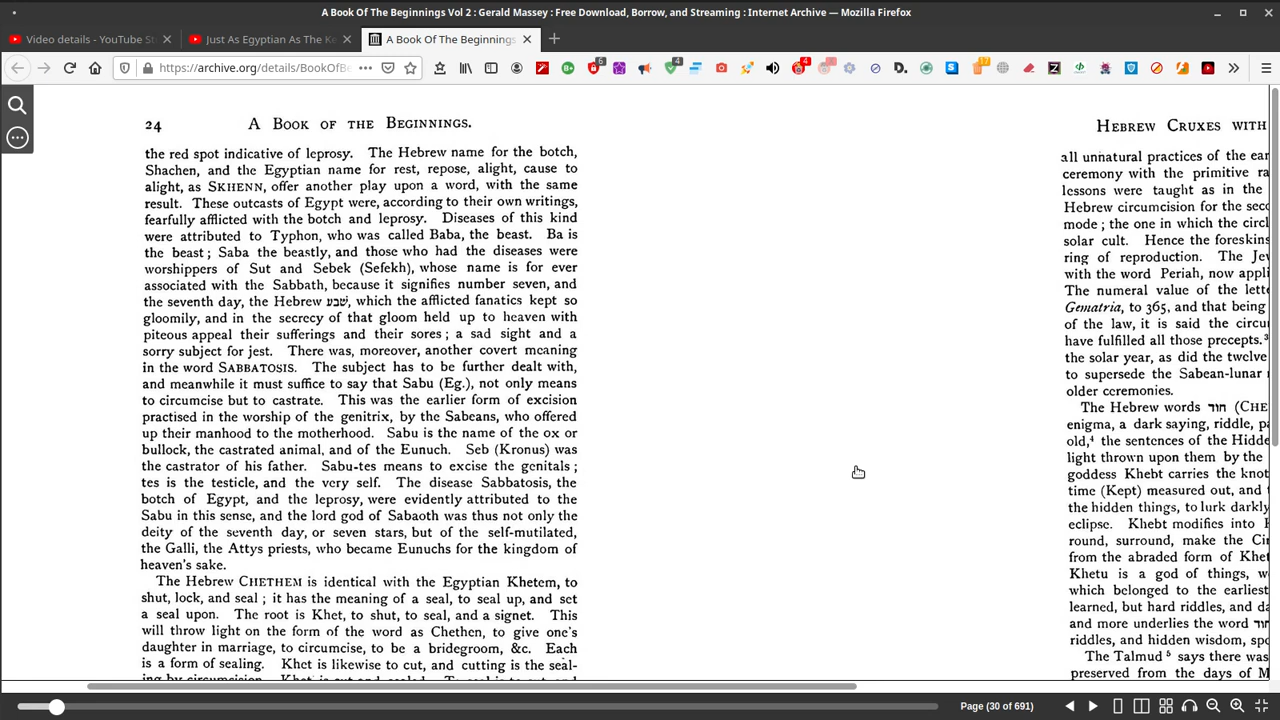 A Book Of The Beginnings Vol 2 : Gerald Massey : Free Download, Borrow, and Streaming : Internet Archive — Mozilla Firefox
Video details - YouTube St
Just As Egyptian As The Ke
A Book Of The Beginnings
https://archive.org/details/BookOfBe
24 A BOOK OF THE BEGINNINGS.
the red spot indicative of leprosy. The Hebrew name for the botch,
Shachen, and the Egyptian name for rest, repose, alight, cause to
alight, as SKHENN, offer another play upon a word, with the same
result. These outcasts of Egypt were, according to their own writings,
fearfully afflicted with the botch and leprosy. Diseases of this kind
were attributed to Typhon, who was called Baba, the beast. Ba is
the beast ; Saba the beastly, and those who had the diseases were
worshippers of Sut and Sebek (Sefekh), whose name is for ever
associated with the Sabbath, because it signifies number seven, and
the seventh day, the Hebrew שבע, which the afflicted fanatics kept so
gloomily, and in the secrecy of that gloom held up to heaven with
piteous appeal their sufferings and their sores ; a sad sight and a
sorry subject for jest. There was, moreover, another covert meaning
in the word SABBATOSIS. The subject has to be further dealt with,
and meanwhile it must suffice to say that Sabu (Eg.), not only means
to circumcise but to castrate. This was the earlier form of excision
practised in the worship of the genitrix, by the Sabeans, who offered
up their manhood to the motherhood. Sabu is the name of the ox or
bullock, the castrated animal, and of the Eunuch. Seb (Kronus) was
the castrator of his father. Sabu-tes means to excise the genitals ;
tes is the testicle, and the very self. The disease Sabbatosis, the
botch of Egypt, and the leprosy, were evidently attributed to the
Sabu in this sense, and the lord god of Sabaoth was thus not only the
deity of the seventh day, or seven stars, but of the self-mutilated,
the Galli, the Attys priests, who became Eunuchs for the kingdom of
heaven's sake.
The Hebrew CHETHEM is identical with the Egyptian Khetem, to
shut, lock, and seal ; it has the meaning of a seal, to seal up, and set
a seal upon. The root is Khet, to shut, to seal, and a signet. This
will throw light on the form of the word as Chethen, to give one's
daughter in marriage, to circumcise, to be a bridegroom, &c. Each
is a form of sealing. Khet is likewise to cut, and cutting is the seal-
HEBREW CRUXES WITH
all unnatural practices of the ear
ceremony with the primitive ra
lessons were taught as in the
Hebrew circumcision for the seco
mode ; the one in which the circl
solar cult. Hence the foreskins
ring of reproduction. The Jew
with the word Periah, now appli
The numeral value of the lette
Gematria, to 365, and that being
of the law, it is said the circu
have fulfilled all those precepts.³
the solar year, as did the twelve
to supersede the Sabean-lunar
older ceremonies.
The Hebrew words חור (CHE
enigma, a dark saying, riddle, pa
old,⁴ the sentences of the Hidde
light thrown upon them by the
goddess Khebt carries the knot
time (Kept) measured out, and
the hidden things, to lurk darkly
eclipse. Khebt modifies into
round, surround, make the Cir
from the abraded form of Khet
Khetu is a god of things, w
which belonged to the earliest
learned, but hard riddles, and da
and more underlies the word
riddles, and hidden wisdom, spo
The Talmud⁵ says there was
preserved from the days of M
Page (30 of 691)